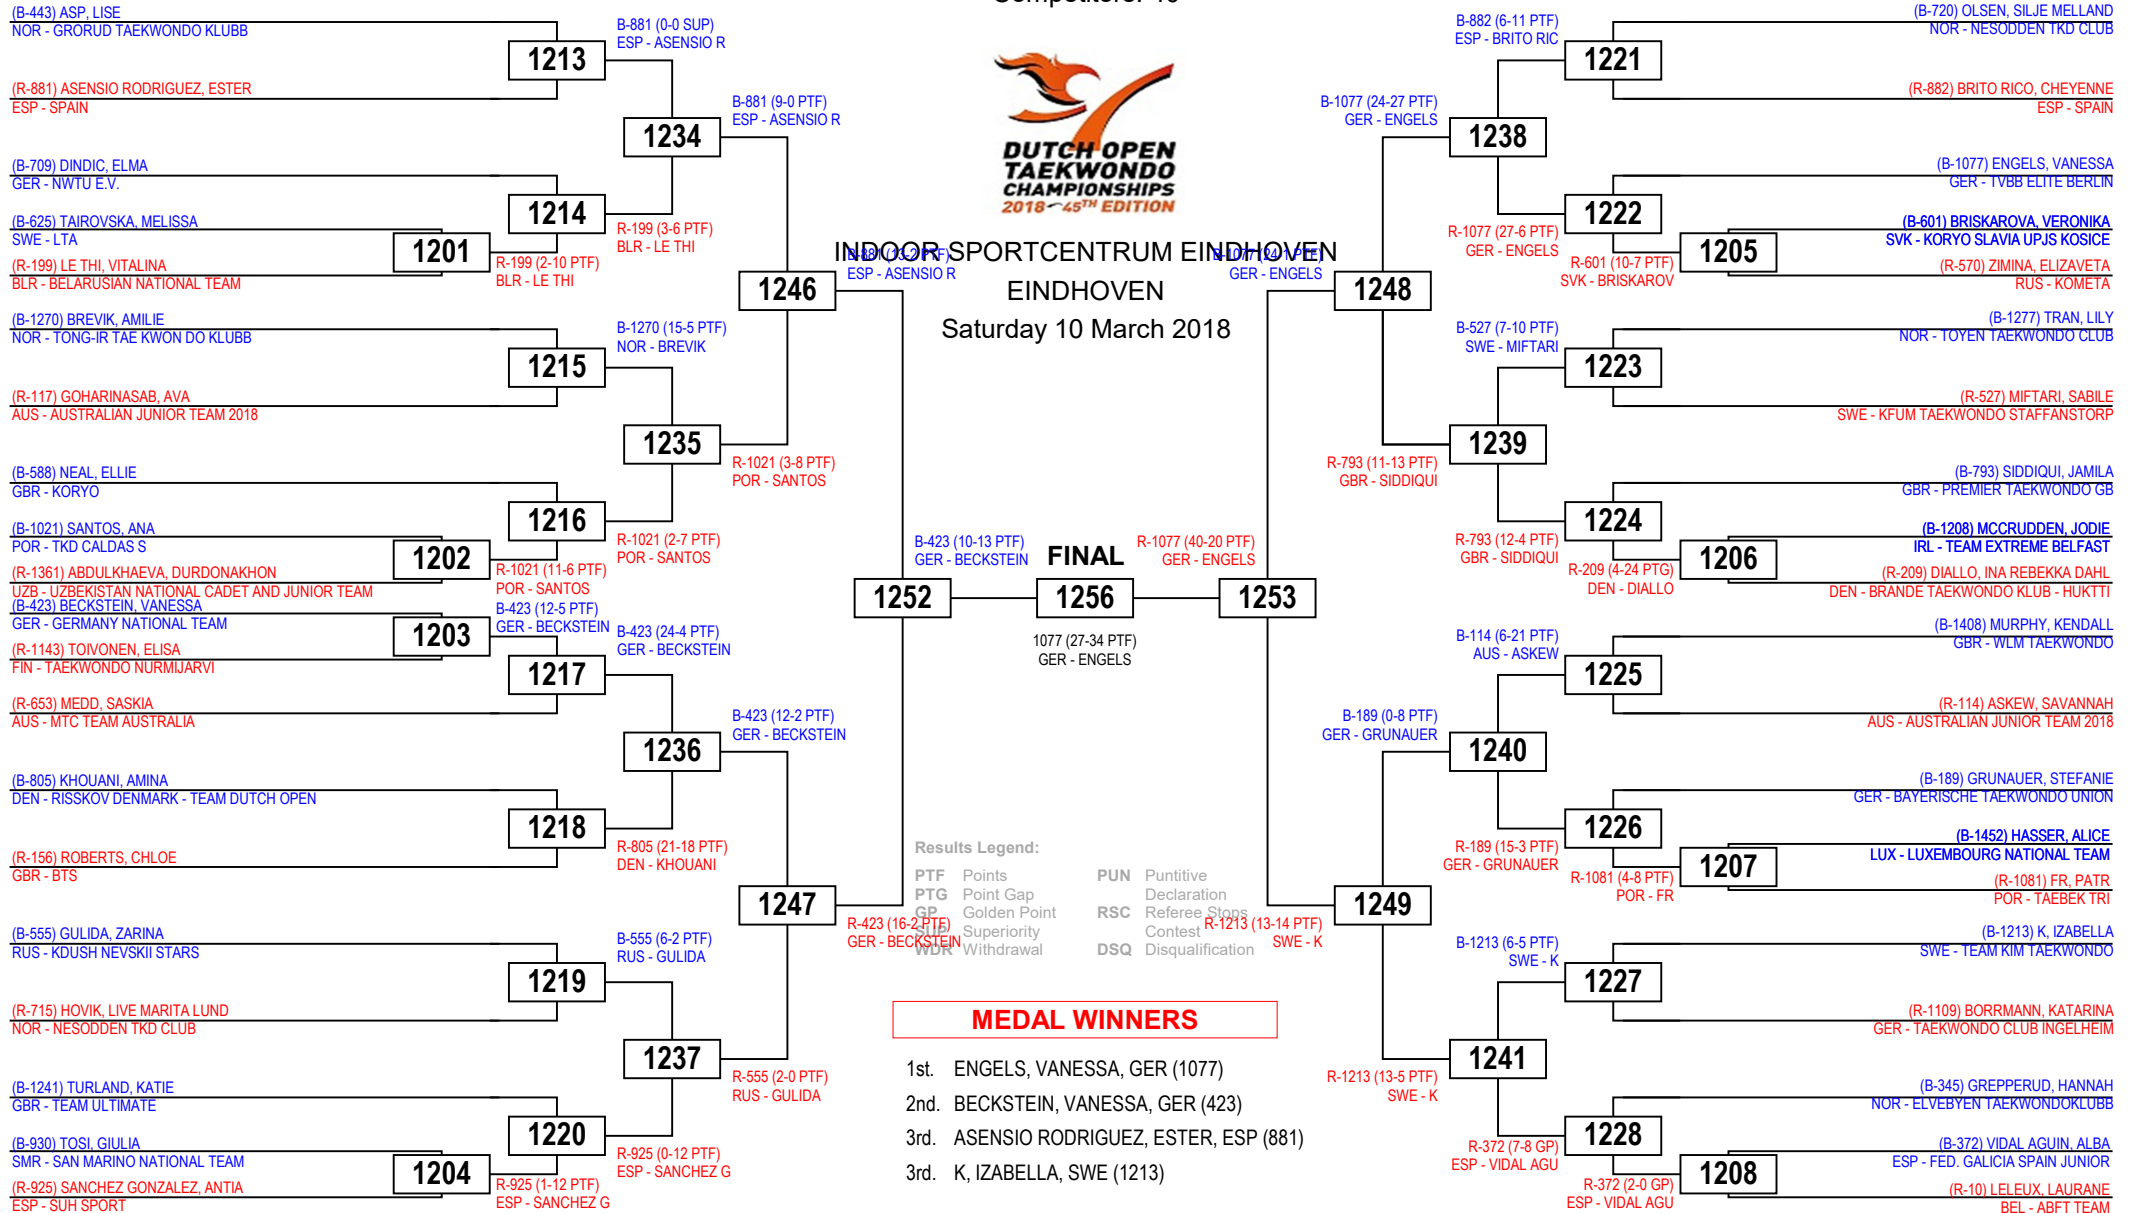 Competitors: 40
(B-443) ASP, LISE
NOR - GRORUD TAEKWONDO KLUBB
1213
(R-881) ASENSIO RODRIGUEZ, ESTER
ESP - SPAIN
B-881 (0-0 SUP)
ESP - ASENSIO R
1234
B-881 (9-0 PTF)
ESP - ASENSIO R
(B-709) DINDIC, ELMA
GER - NWTU E.V.
1214
(B-625) TAIROVSKA, MELISSA
SWE - LTA
1201
(R-199) LE THI, VITALINA
BLR - BELARUSIAN NATIONAL TEAM
R-199 (2-10 PTF)
BLR - LE THI
R-199 (3-6 PTF)
BLR - LE THI
1246
B-881 (13-2 PTF)
ESP - ASENSIO R
(B-1270) BREVIK, AMILIE
NOR - TONG-IR TAE KWON DO KLUBB
1215
(R-117) GOHARINASAB, AVA
AUS - AUSTRALIAN JUNIOR TEAM 2018
B-1270 (15-5 PTF)
NOR - BREVIK
1235
R-1021 (3-8 PTF)
POR - SANTOS
(B-588) NEAL, ELLIE
GBR - KORYO
1216
(B-1021) SANTOS, ANA
POR - TKD CALDAS S
1202
(R-1361) ABDULKHAEVA, DURDONAKHON
UZB - UZBEKISTAN NATIONAL CADET AND JUNIOR TEAM
R-1021 (11-6 PTF)
POR - SANTOS
R-1021 (2-7 PTF)
POR - SANTOS
(B-423) BECKSTEIN, VANESSA
GER - GERMANY NATIONAL TEAM
1203
(R-1143) TOIVONEN, ELISA
FIN - TAEKWONDO NURMIJARVI
B-423 (12-5 PTF)
GER - BECKSTEIN
1217
(R-653) MEDD, SASKIA
AUS - MTC TEAM AUSTRALIA
B-423 (24-4 PTF)
GER - BECKSTEIN
1236
B-423 (12-2 PTF)
GER - BECKSTEIN
(B-805) KHOUANI, AMINA
DEN - RISSKOV DENMARK - TEAM DUTCH OPEN
1218
(R-156) ROBERTS, CHLOE
GBR - BTS
R-805 (21-18 PTF)
DEN - KHOUANI
1247
R-423 (16-2 PTF)
GER - BECKSTEIN
(B-555) GULIDA, ZARINA
RUS - KDUSH NEVSKII STARS
1219
(R-715) HOVIK, LIVE MARITA LUND
NOR - NESODDEN TKD CLUB
B-555 (6-2 PTF)
RUS - GULIDA
1237
R-555 (2-0 PTF)
RUS - GULIDA
(B-1241) TURLAND, KATIE
GBR - TEAM ULTIMATE
1220
(B-930) TOSI, GIULIA
SMR - SAN MARINO NATIONAL TEAM
1204
(R-925) SANCHEZ GONZALEZ, ANTIA
ESP - SUH SPORT
R-925 (1-12 PTF)
ESP - SANCHEZ G
R-925 (0-12 PTF)
ESP - SANCHEZ G
DUTCH OPEN
TAEKWONDO
CHAMPIONSHIPS
2018 45TH EDITION
INDOOR SPORTCENTRUM EINDHOVEN
EINDHOVEN
Saturday 10 March 2018
1252
B-423 (10-13 PTF)
GER - BECKSTEIN
FINAL
1256
1077 (27-34 PTF)
GER - ENGELS
R-1077 (40-20 PTF)
GER - ENGELS
1253
Results Legend:
PTF Points
PTG Point Gap
GP Golden Point
SUP Superiority
WDR Withdrawal
PUN Puntitive
Declaration
RSC Referee Stops
Contest
DSQ Disqualification
MEDAL WINNERS
1st. ENGELS, VANESSA, GER (1077)
2nd. BECKSTEIN, VANESSA, GER (423)
3rd. ASENSIO RODRIGUEZ, ESTER, ESP (881)
3rd. K, IZABELLA, SWE (1213)
B-882 (6-11 PTF)
ESP - BRITO RIC
1221
(B-720) OLSEN, SILJE MELLAND
NOR - NESODDEN TKD CLUB
(R-882) BRITO RICO, CHEYENNE
ESP - SPAIN
B-1077 (24-27 PTF)
GER - ENGELS
1238
(B-1077) ENGELS, VANESSA
GER - TVBB ELITE BERLIN
1222
R-1077 (27-6 PTF)
GER - ENGELS
(B-601) BRISKAROVA, VERONIKA
SVK - KORYO SLAVIA UPJS KOSICE
1205
R-601 (10-7 PTF)
SVK - BRISKAROV
(R-570) ZIMINA, ELIZAVETA
RUS - KOMETA
B-1077 (24-1 PTF)
GER - ENGELS
1248
B-527 (7-10 PTF)
SWE - MIFTARI
(B-1277) TRAN, LILY
NOR - TOYEN TAEKWONDO CLUB
1223
(R-527) MIFTARI, SABILE
SWE - KFUM TAEKWONDO STAFFANSTORP
1239
R-793 (11-13 PTF)
GBR - SIDDIQUI
(B-793) SIDDIQUI, JAMILA
GBR - PREMIER TAEKWONDO GB
1224
R-793 (12-4 PTF)
GBR - SIDDIQUI
(B-1208) MCCRUDDEN, JODIE
IRL - TEAM EXTREME BELFAST
1206
R-209 (4-24 PTG)
DEN - DIALLO
(R-209) DIALLO, INA REBEKKA DAHL
DEN - BRANDE TAEKWONDO KLUB - HUKTTI
B-114 (6-21 PTF)
AUS - ASKEW
(B-1408) MURPHY, KENDALL
GBR - WLM TAEKWONDO
1225
(R-114) ASKEW, SAVANNAH
AUS - AUSTRALIAN JUNIOR TEAM 2018
B-189 (0-8 PTF)
GER - GRUNAUER
1240
(B-189) GRUNAUER, STEFANIE
GER - BAYERISCHE TAEKWONDO UNION
1226
R-189 (15-3 PTF)
GER - GRUNAUER
(B-1452) HASSER, ALICE
LUX - LUXEMBOURG NATIONAL TEAM
1207
R-1081 (4-8 PTF)
POR - FR
(R-1081) FR, PATR
POR - TAEBEK TRI
1249
R-1213 (13-14 PTF)
SWE - K
B-1213 (6-5 PTF)
SWE - K
(B-1213) K, IZABELLA
SWE - TEAM KIM TAEKWONDO
1227
(R-1109) BORRMANN, KATARINA
GER - TAEKWONDO CLUB INGELHEIM
1241
R-1213 (13-5 PTF)
SWE - K
(B-345) GREPPERUD, HANNAH
NOR - ELVEBYEN TAEKWONDOKLUBB
1228
R-372 (7-8 GP)
ESP - VIDAL AGU
(B-372) VIDAL AGUIN, ALBA
ESP - FED. GALICIA SPAIN JUNIOR
1208
R-372 (2-0 GP)
ESP - VIDAL AGU
(R-10) LELEUX, LAURANE
BEL - ABFT TEAM